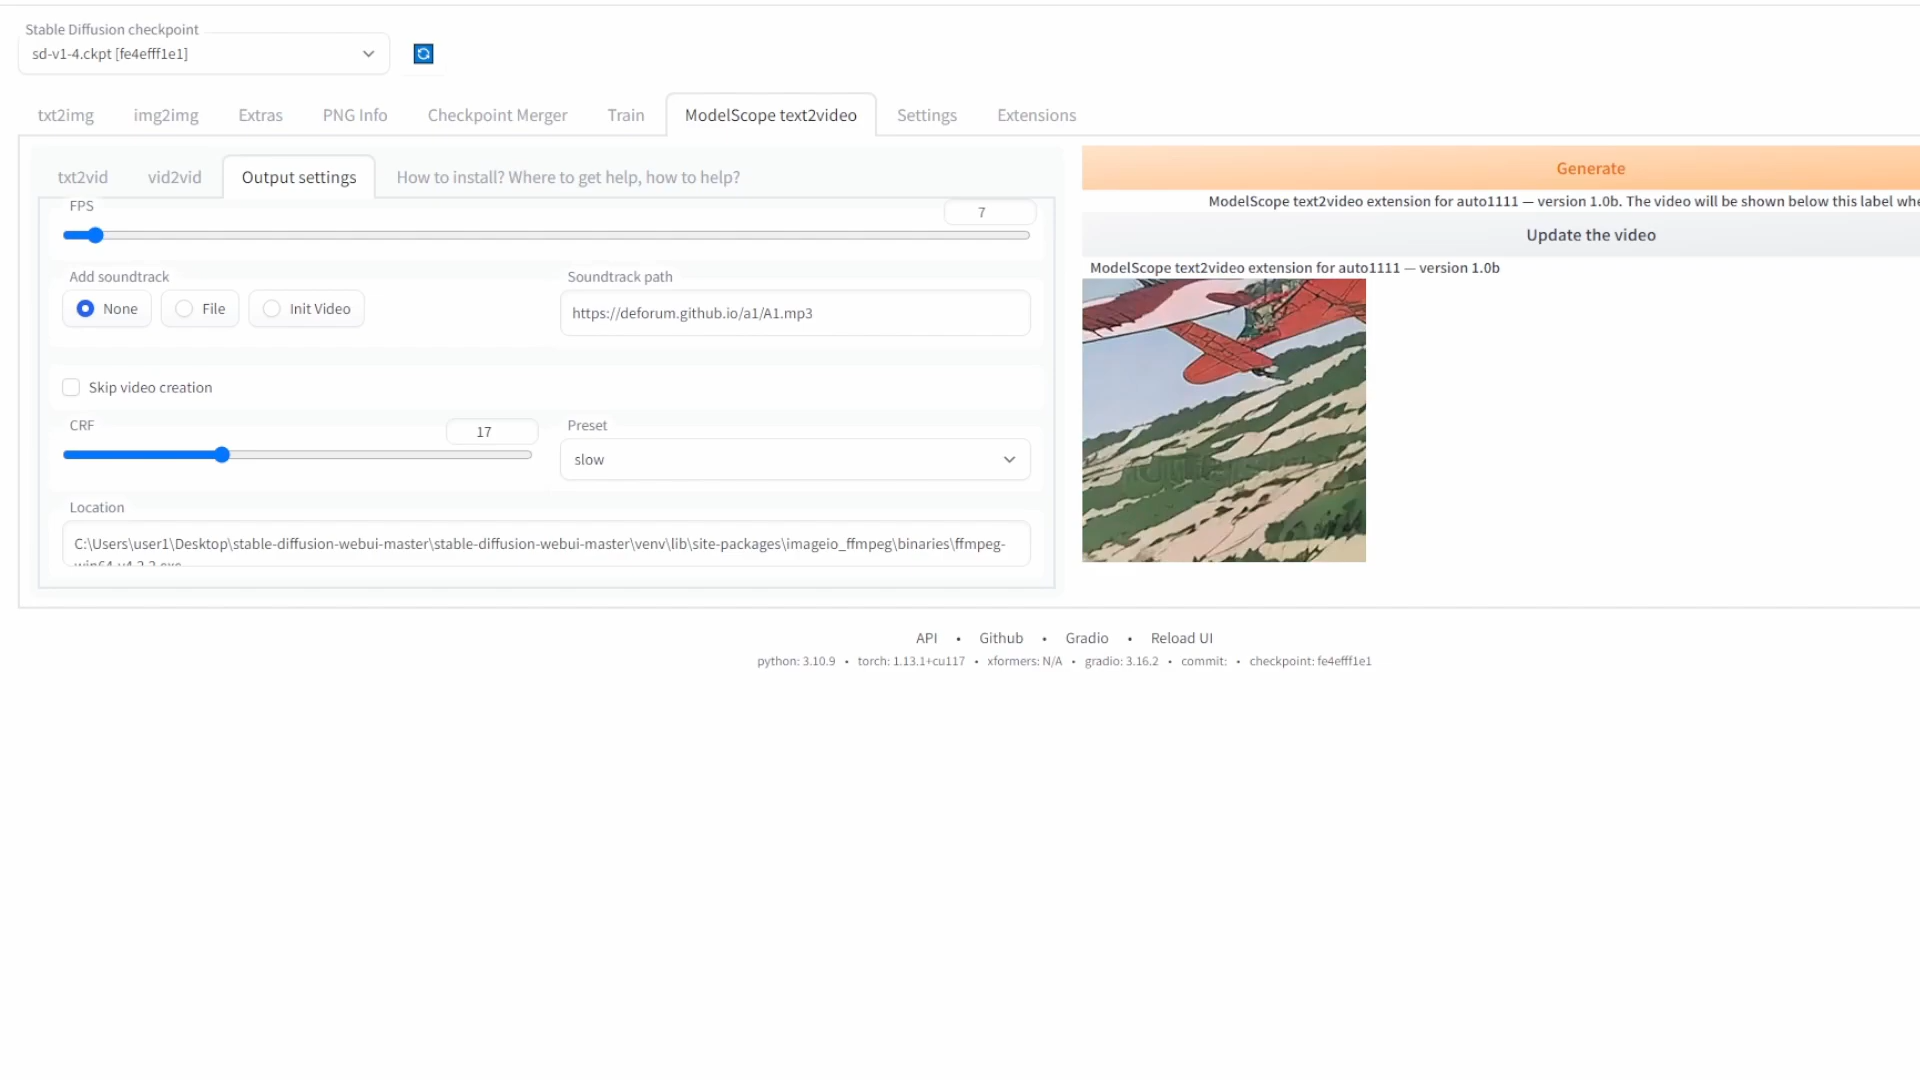 Stable Diffusion checkpoint
sd-v1-4.ckpt [fe4efff1e1]
txt2img img2img Extras PNG Info Checkpoint Merger Train ModelScope text2video Settings Extensions
txt2vid vid2vid Output settings How to install? Where to get help, how to help?
FPS
7
Add soundtrack
None File Init Video
Soundtrack path
https://deforum.github.io/a1/A1.mp3
Skip video creation
CRF
17
Preset
slow
Location
C:\Users\user1\Desktop\stable-diffusion-webui-master\stable-diffusion-webui-master\venv\lib\site-packages\imageio_ffmpeg\binaries\ffmpeg-
Generate
ModelScope text2video extension for auto1111 — version 1.0b. The video will be shown below this label
Update the video
ModelScope text2video extension for auto1111 — version 1.0b
API • Github • Gradio • Reload UI
python: 3.10.9 • torch: 1.13.1+cu117 • xformers: N/A • gradio: 3.16.2 • commit: • checkpoint: fe4efff1e1